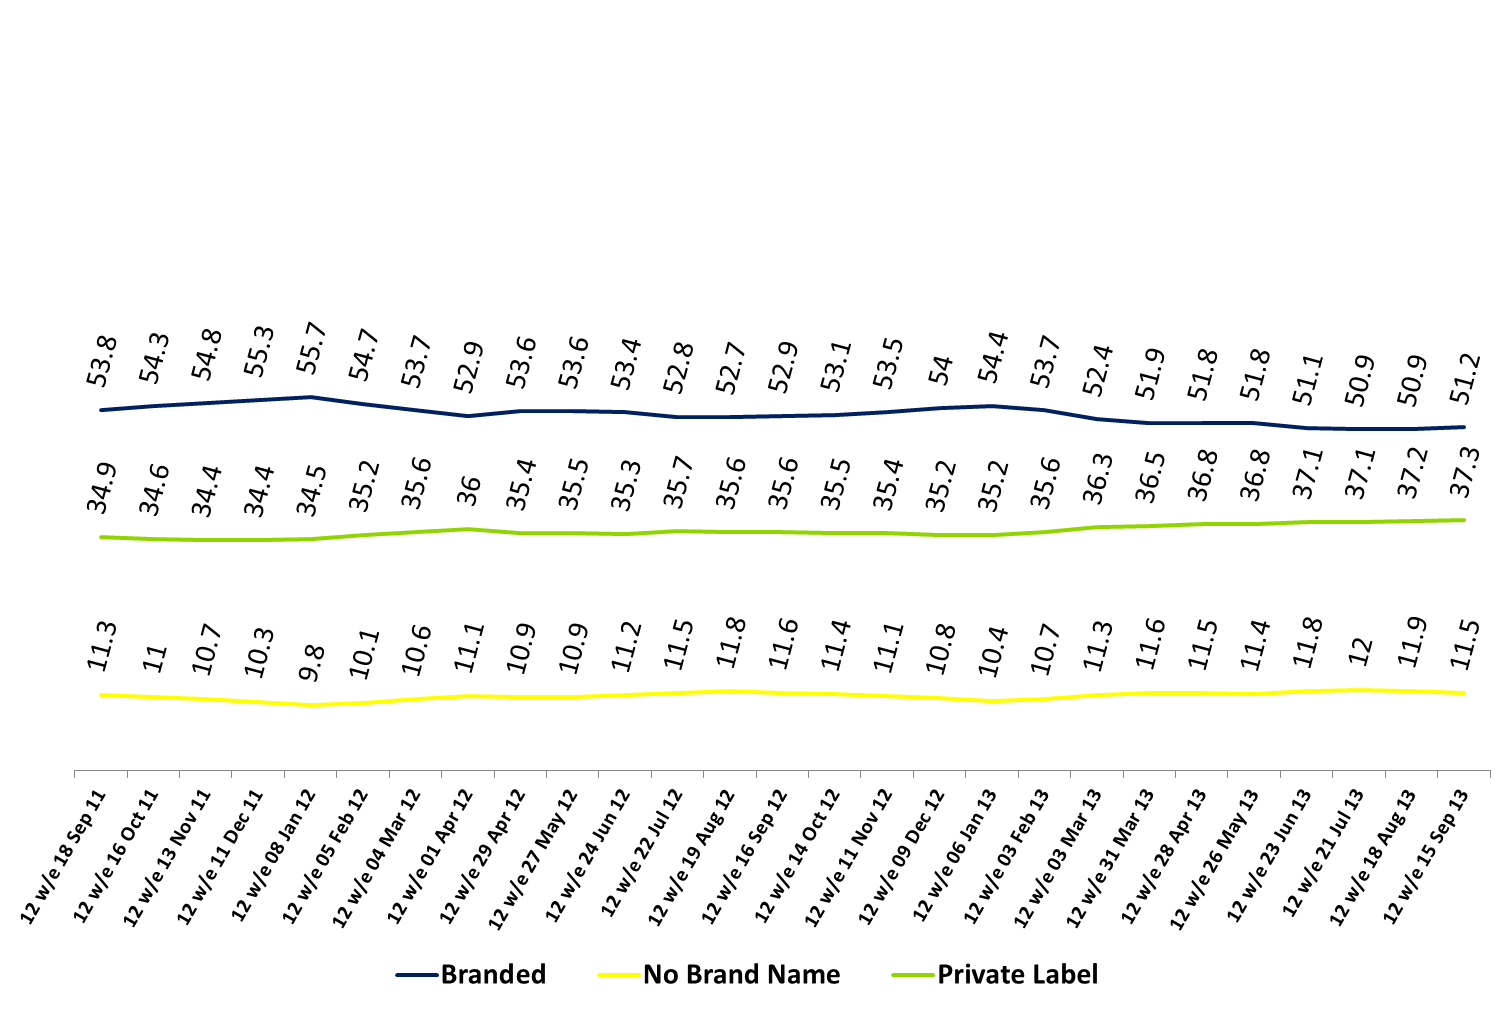 53.8 54.3 54.8 55.3 55.7 54.7 53.7 52.9 53.6 53.6 53.4 52.8 52.7 52.9 53.1 53.5 54 54.4 53.7 52.4 51.9 51.8 51.8 51.1 50.9 50.9 51.2
34.9 34.6 34.4 34.4 34.5 35.2 35.6 36 35.4 35.5 35.3 35.7 35.6 35.6 35.5 35.4 35.2 35.2 35.6 36.3 36.5 36.8 36.8 37.1 37.1 37.2 37.3
11.3 11 10.7 10.3 9.8 10.1 10.6 11.1 10.9 10.9 11.2 11.5 11.8 11.6 11.4 11.1 10.8 10.4 10.7 11.3 11.6 11.5 11.4 11.8 12 11.9 11.5
12 w/e 18 Sep 11
12 w/e 16 Oct 11
12 w/e 13 Nov 11
12 w/e 11 Dec 11
12 w/e 08 Jan 12
12 w/e 05 Feb 12
12 w/e 04 Mar 12
12 w/e 01 Apr 12
12 w/e 29 Apr 12
12 w/e 27 May 12
12 w/e 24 Jun 12
12 w/e 22 Jul 12
12 w/e 19 Aug 12
12 w/e 16 Sep 12
12 w/e 14 Oct 12
12 w/e 11 Nov 12
12 w/e 09 Dec 12
12 w/e 06 Jan 13
12 w/e 03 Feb 13
12 w/e 03 Mar 13
12 w/e 31 Mar 13
12 w/e 28 Apr 13
12 w/e 26 May 13
12 w/e 23 Jun 13
12 w/e 21 Jul 13
12 w/e 18 Aug 13
12 w/e 15 Sep 13
Branded No Brand Name Private Label